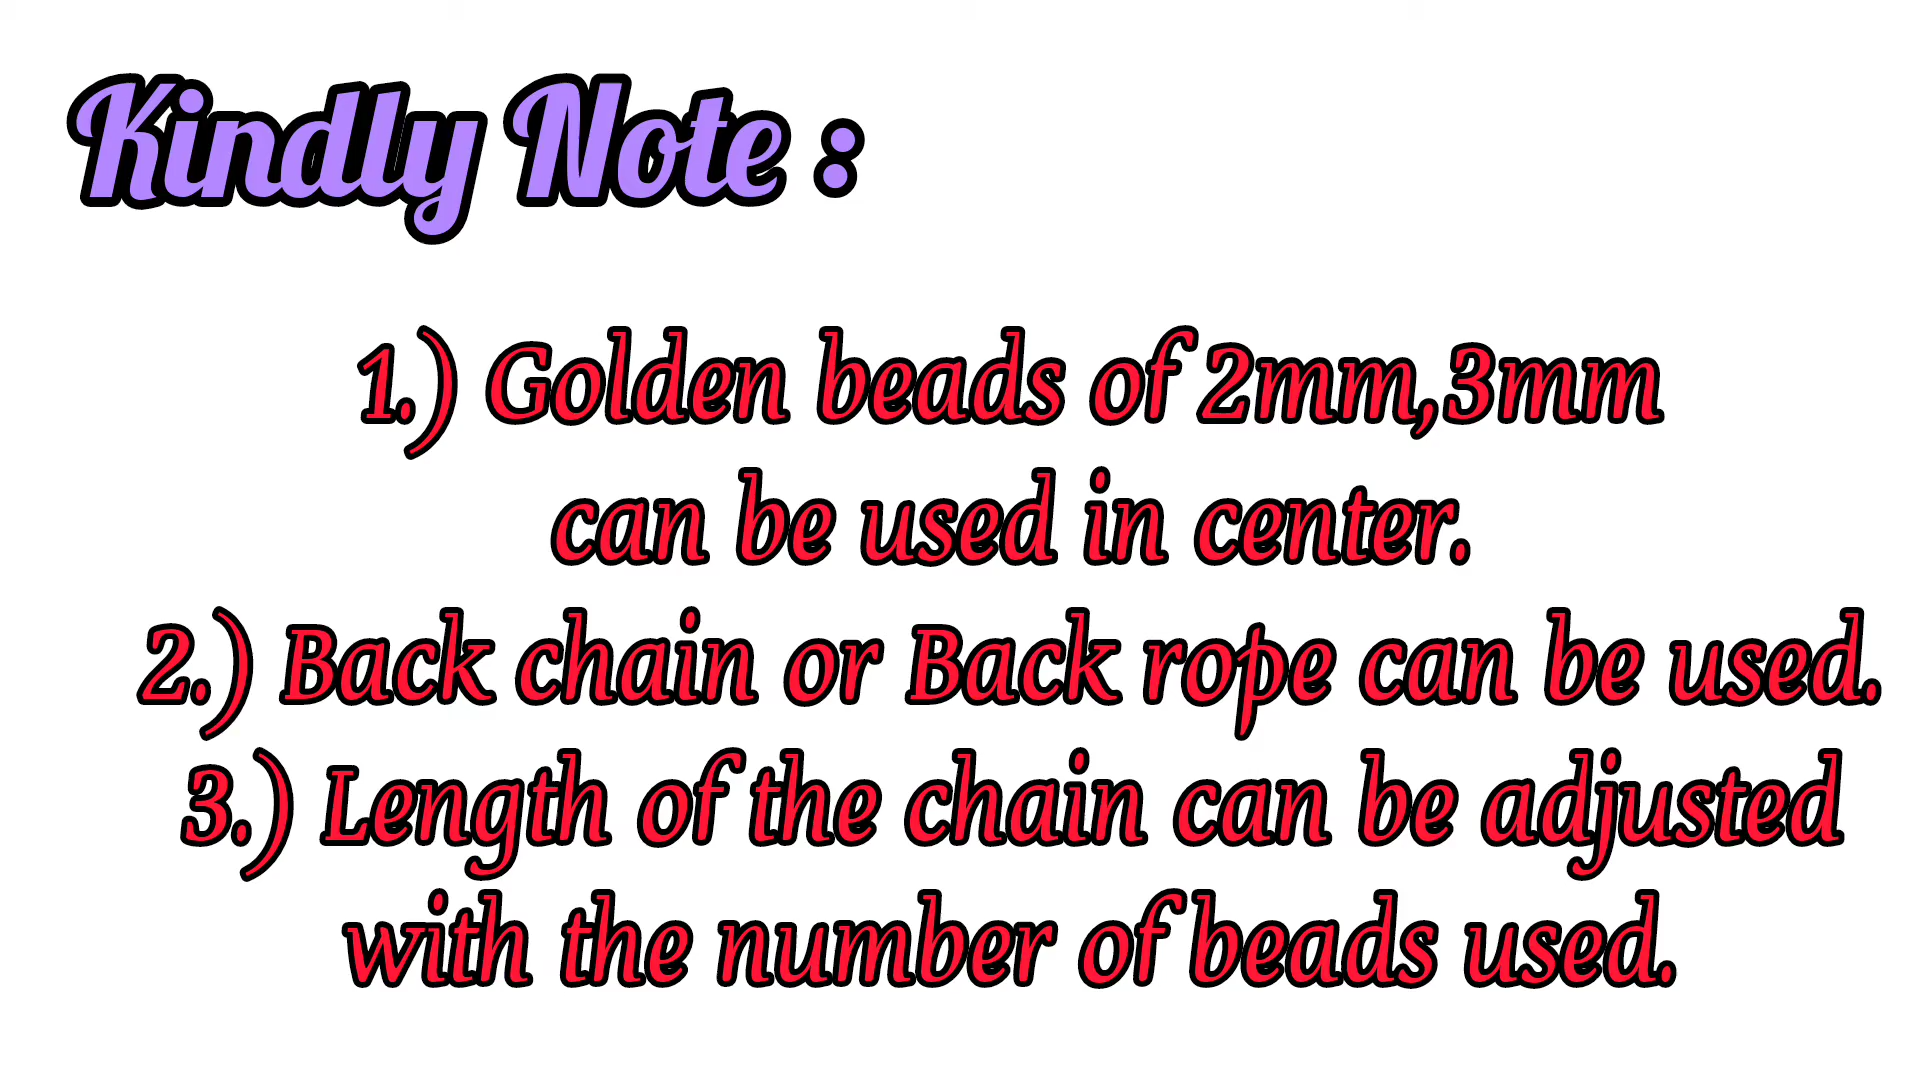 Kindly Note :
1.) Golden beads of 2mm,3mm
can be used in center.
2.) Back chain or Back rope can be used.
3.) Length of the chain can be adjusted
with the number of beads used.